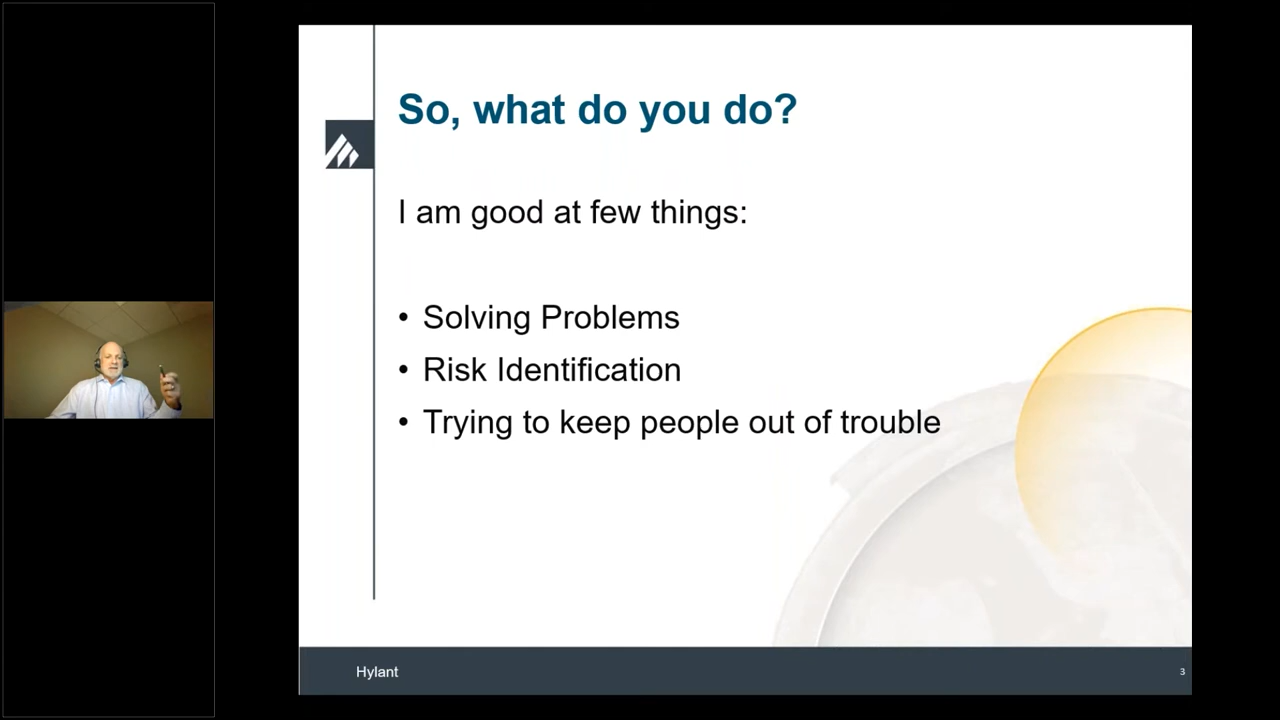 So, what do you do?
I am good at few things:
• Solving Problems
• Risk Identification
• Trying to keep people out of trouble
Hylant
3